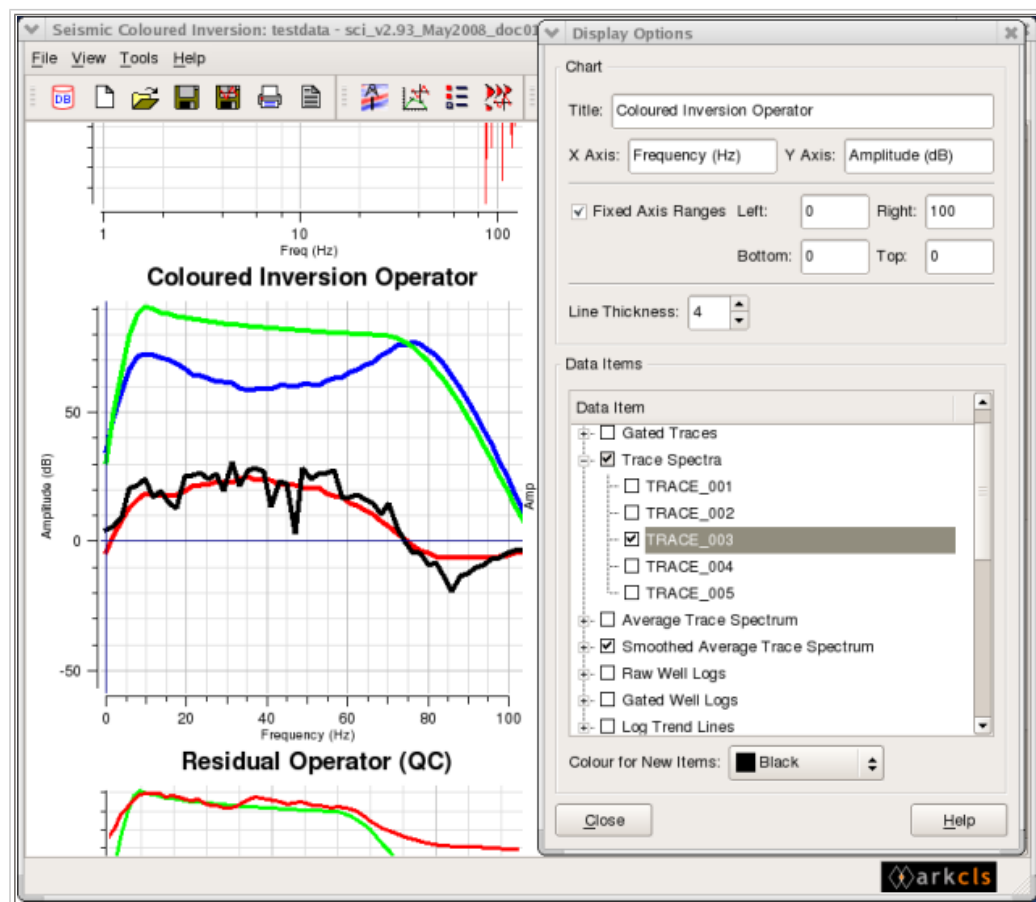 Seismic Coloured Inversion: testdata - sci_v2.93_May2008_doc01
File View Tools Help
DB
1 10 100
Freq (Hz)
Coloured Inversion Operator
50
0
-50
Amplitude (dB)
Amp
0 20 40 60 80 100
Frequency (Hz)
Residual Operator (QC)
Display Options
Chart
Title: Coloured Inversion Operator
X Axis: Frequency (Hz) Y Axis: Amplitude (dB)
Fixed Axis Ranges Left: 0 Right: 100
Bottom: 0 Top: 0
Line Thickness: 4
Data Items
Data Item
Gated Traces
Trace Spectra
TRACE_001
TRACE_002
TRACE_003
TRACE_004
TRACE_005
Average Trace Spectrum
Smoothed Average Trace Spectrum
Raw Well Logs
Gated Well Logs
Log Trend Lines
Colour for New Items: Black
Close Help
arkcls